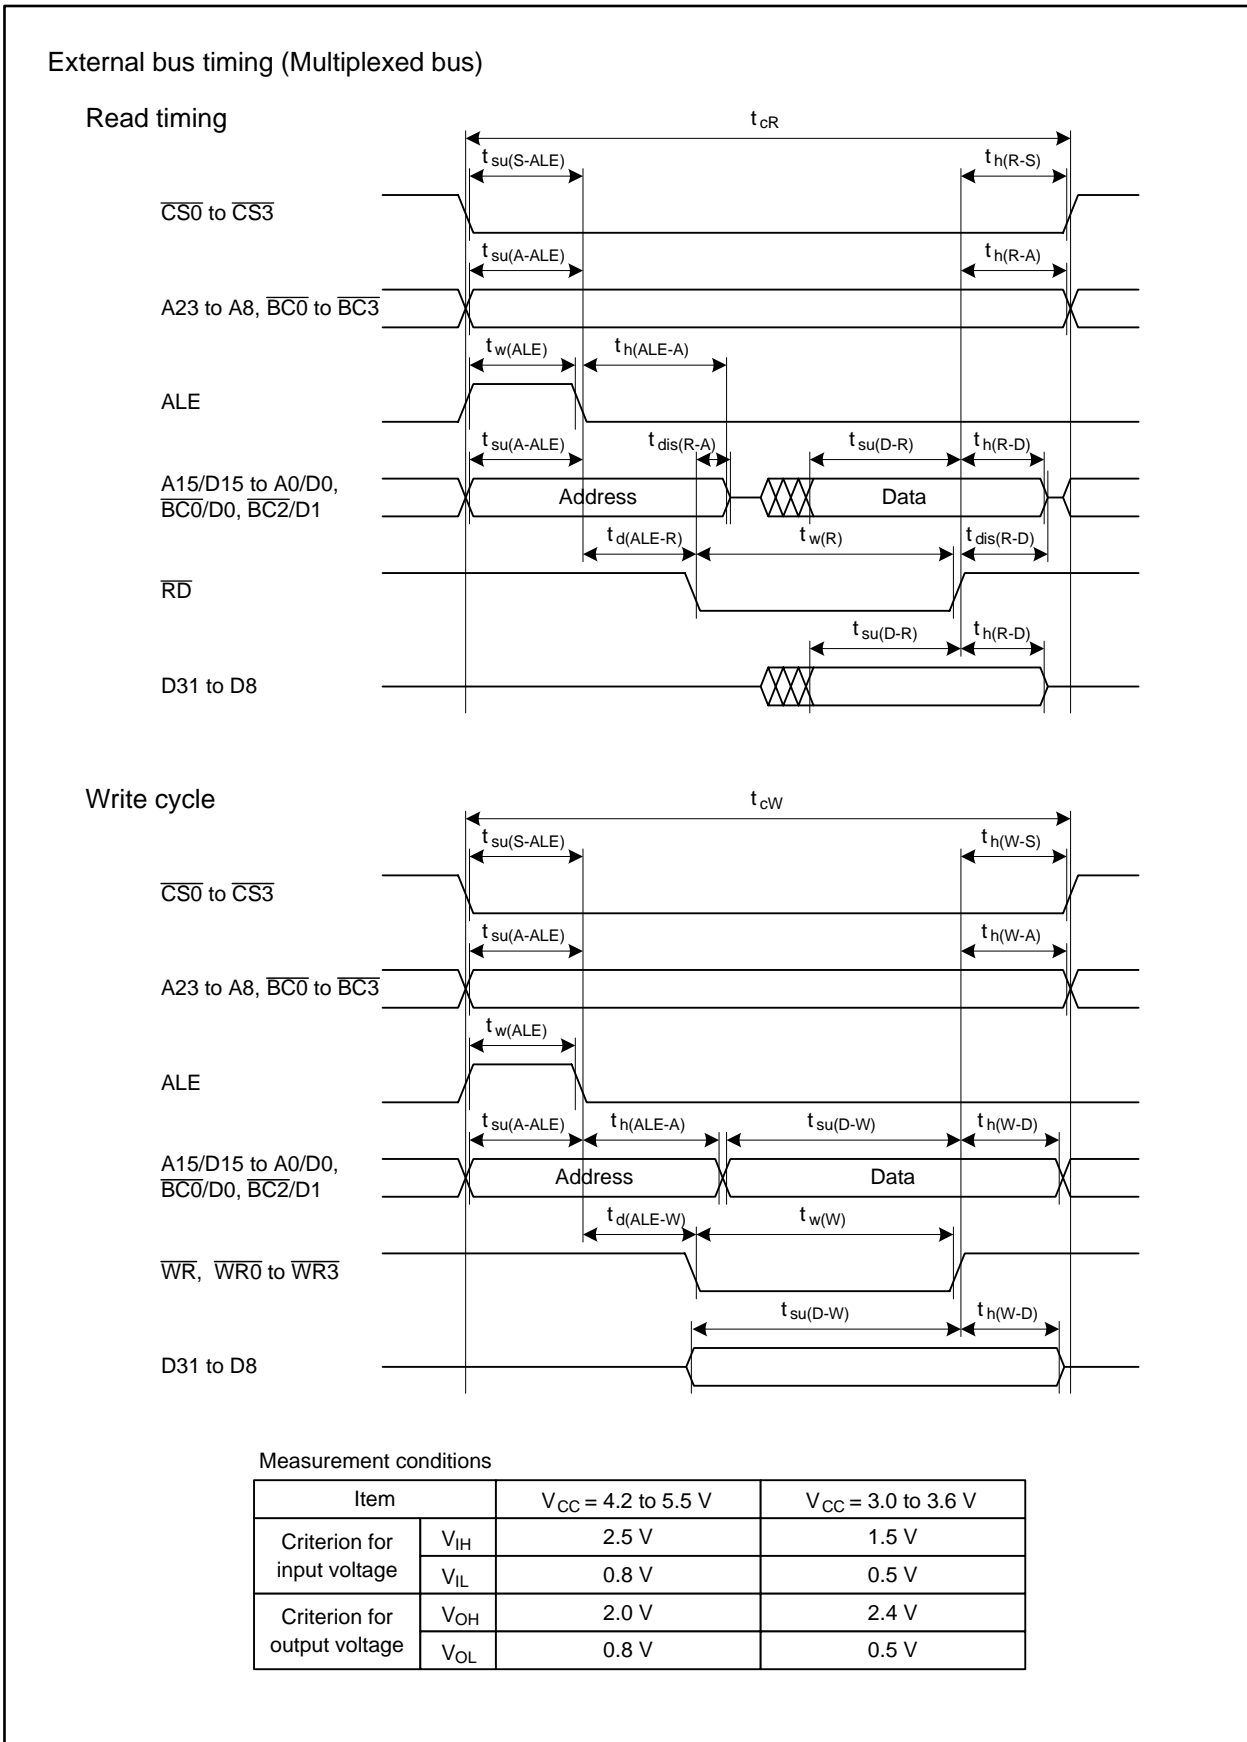 External bus timing (Multiplexed bus)
Read timing
tcR
tsu(S-ALE) th(R-S)
CS0 to CS3
tsu(A-ALE) th(R-A)
A23 to A8, BC0 to BC3
tw(ALE) th(ALE-A)
ALE
tsu(A-ALE) tdis(R-A) tsu(D-R) th(R-D)
A15/D15 to A0/D0,
BC0/D0, BC2/D1
Address Data
td(ALE-R) tw(R) tdis(R-D)
RD
tsu(D-R) th(R-D)
D31 to D8
Write cycle
tcW
tsu(S-ALE) th(W-S)
CS0 to CS3
tsu(A-ALE) th(W-A)
A23 to A8, BC0 to BC3
tw(ALE)
ALE
tsu(A-ALE) th(ALE-A) tsu(D-W) th(W-D)
A15/D15 to A0/D0,
BC0/D0, BC2/D1
Address Data
td(ALE-W) tw(W)
WR, WR0 to WR3
tsu(D-W) th(W-D)
D31 to D8
Measurement conditions
Item VCC = 4.2 to 5.5 V VCC = 3.0 to 3.6 V
Criterion for input voltage VIH 2.5 V 1.5 V
VIL 0.8 V 0.5 V
Criterion for output voltage VOH 2.0 V 2.4 V
VOL 0.8 V 0.5 V